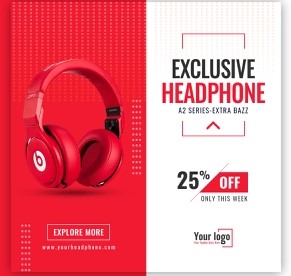 EXCLUSIVE
HEADPHONE
A2 SERIES-EXTRA BAZZ
25% OFF
ONLY THIS WEEK
EXPLORE MORE
www.yourheadphone.com
Your logo